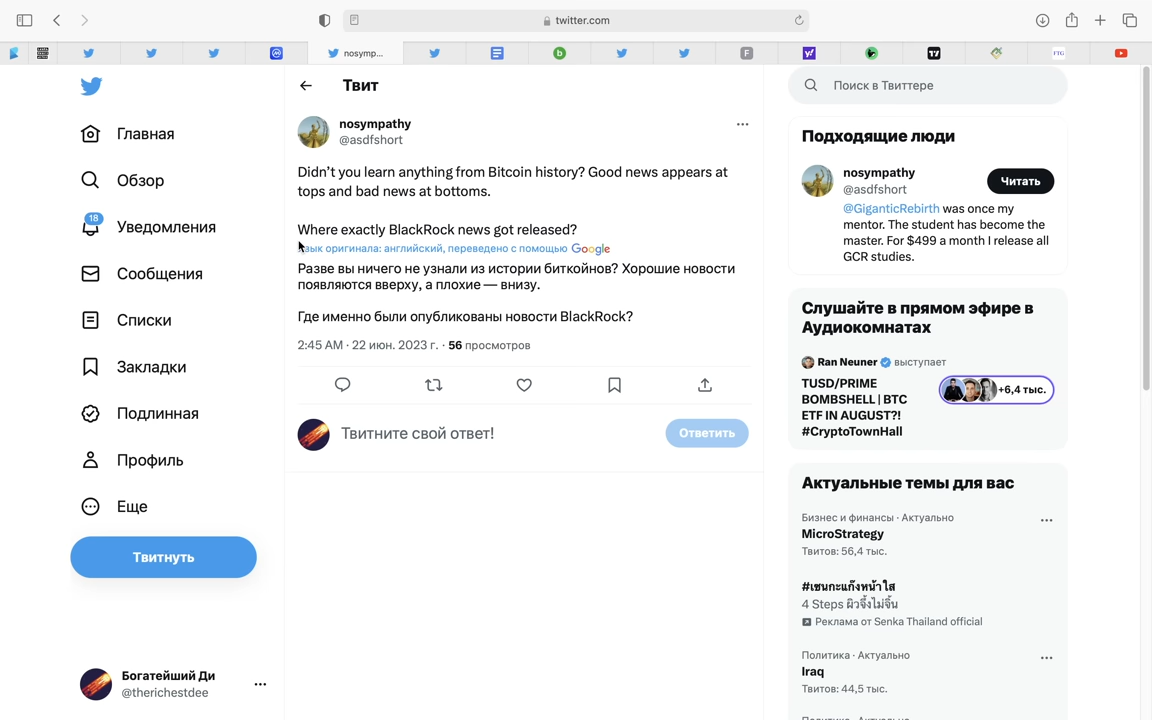 twitter.com
nosymp...
Главная
Обзор
18
Уведомления
Сообщения
Списки
Закладки
Подлинная
Профиль
Еще
Твитнуть
Богатейший Ди
@therichestdee
Твит
nosympathy
@asdfshort
Didn't you learn anything from Bitcoin history? Good news appears at
tops and bad news at bottoms.
Where exactly BlackRock news got released?
язык оригинала: английский, переведено с помощью Google
Разве вы ничего не узнали из истории биткойнов? Хорошие новости
появляются вверху, а плохие — внизу.
Где именно были опубликованы новости BlackRock?
2:45 AM · 22 июн. 2023 г. · 56 просмотров
Твитните свой ответ!
Ответить
Поиск в Твиттере
Подходящие люди
nosympathy
@asdfshort
Читать
@GiganticRebirth was once my
mentor. The student has become the
master. For $499 a month I release all
GCR studies.
Слушайте в прямом эфире в
Аудиокомнатах
Ran Neuner выступает
TUSD/PRIME
BOMBSHELL | BTC
ETF IN AUGUST?!
#CryptoTownHall
+6,4 тыс.
Актуальные темы для вас
Бизнес и финансы · Актуально
MicroStrategy
Твитов: 56,4 тыс.
#เซนกะแก๊งหน้าใส
4 Steps ผิวจึ้งไม่จิ้น
Реклама от Senka Thailand official
Политика · Актуально
Iraq
Твитов: 44,5 тыс.